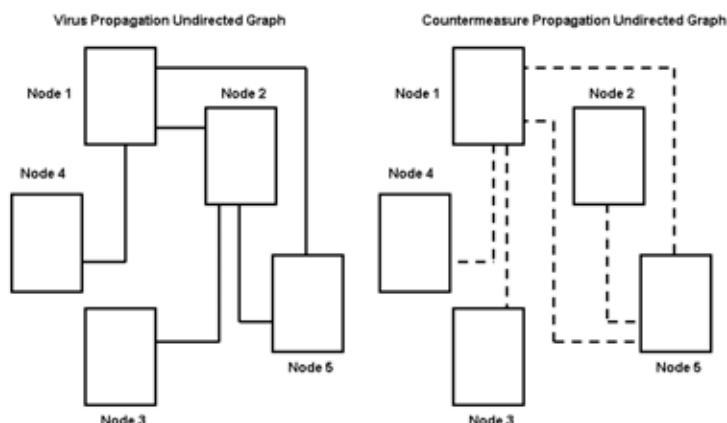 Virus Propagation Undirected Graph
Node 1
Node 2
Node 4
Node 5
Node 3
Countermeasure Propagation Undirected Graph
Node 1
Node 2
Node 4
Node 5
Node 3